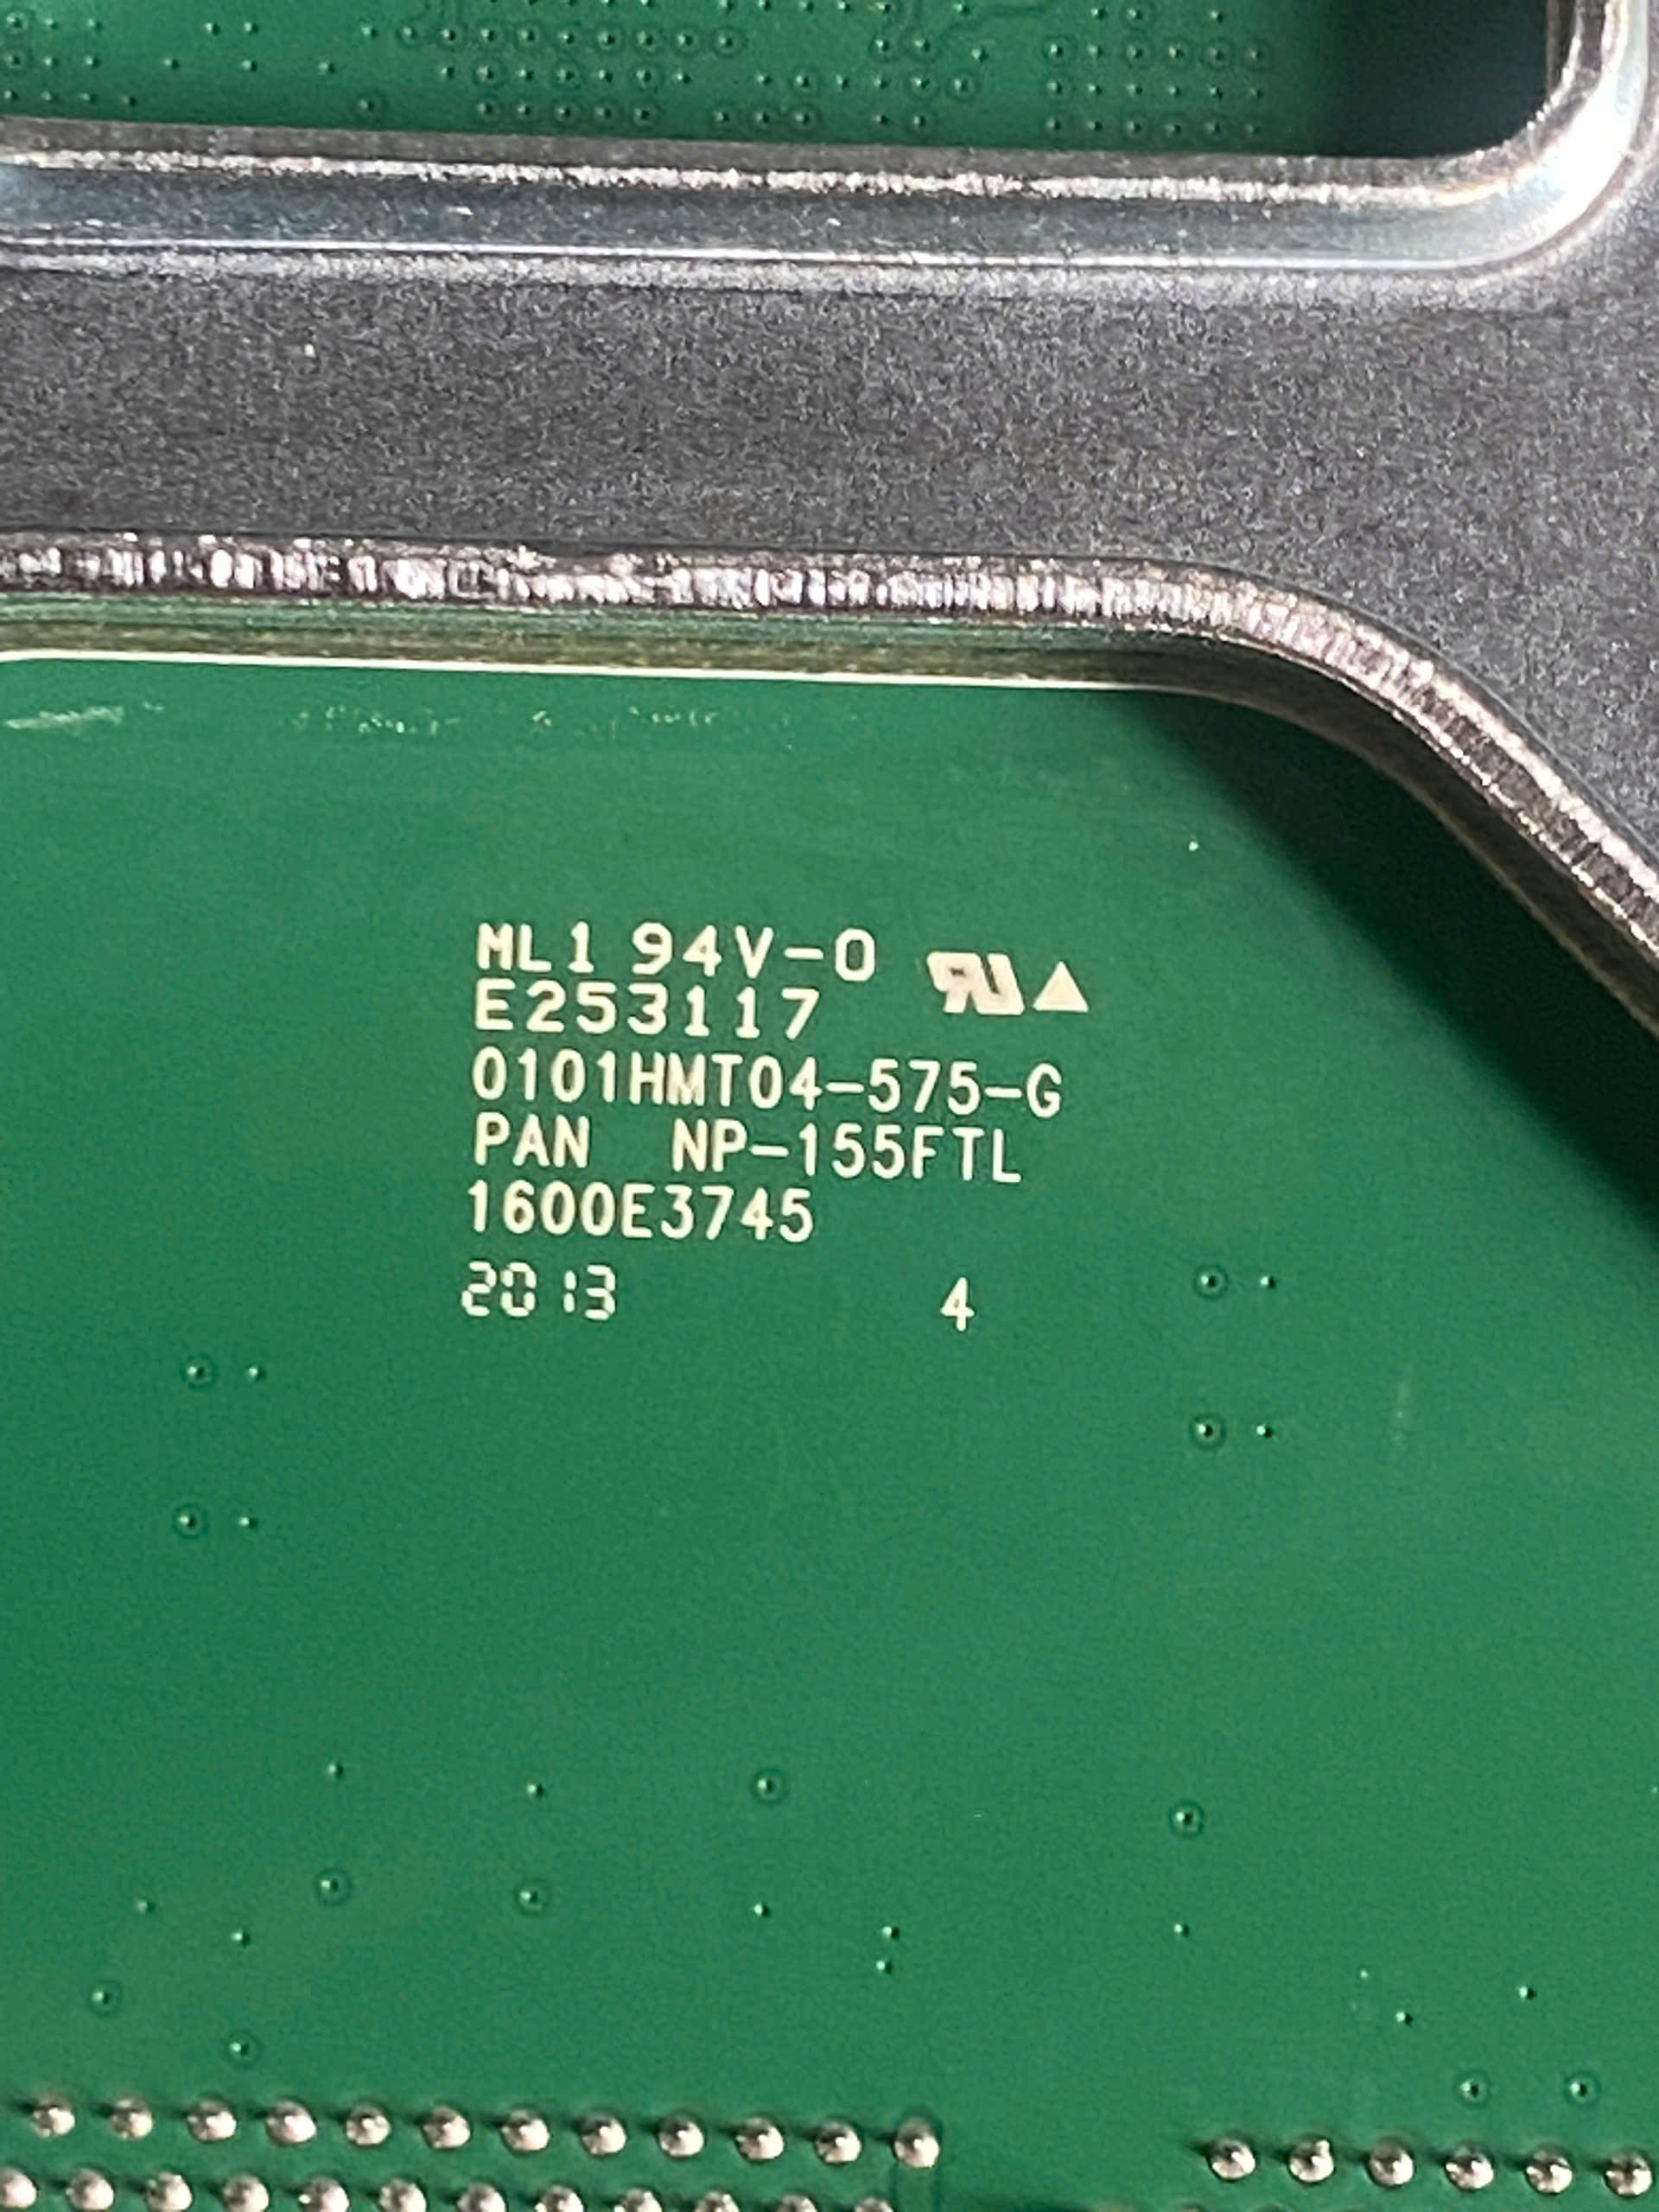 ML1 94V-0
E253117
0101HMT04-575-G
PAN NP-155FTL
1600E3745
2013 4